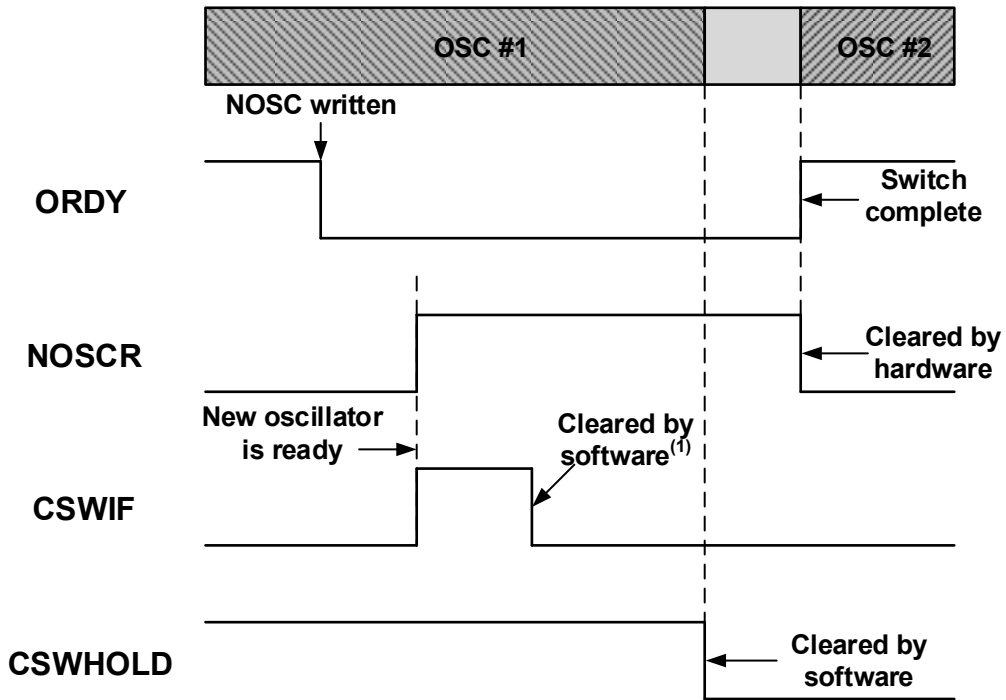 OSC #1
OSC #2
NOSC written
ORDY
Switch
complete
NOSCR
Cleared by
hardware
New oscillator
is ready
Cleared by
software(1)
CSWIF
CSWHOLD
Cleared by
software